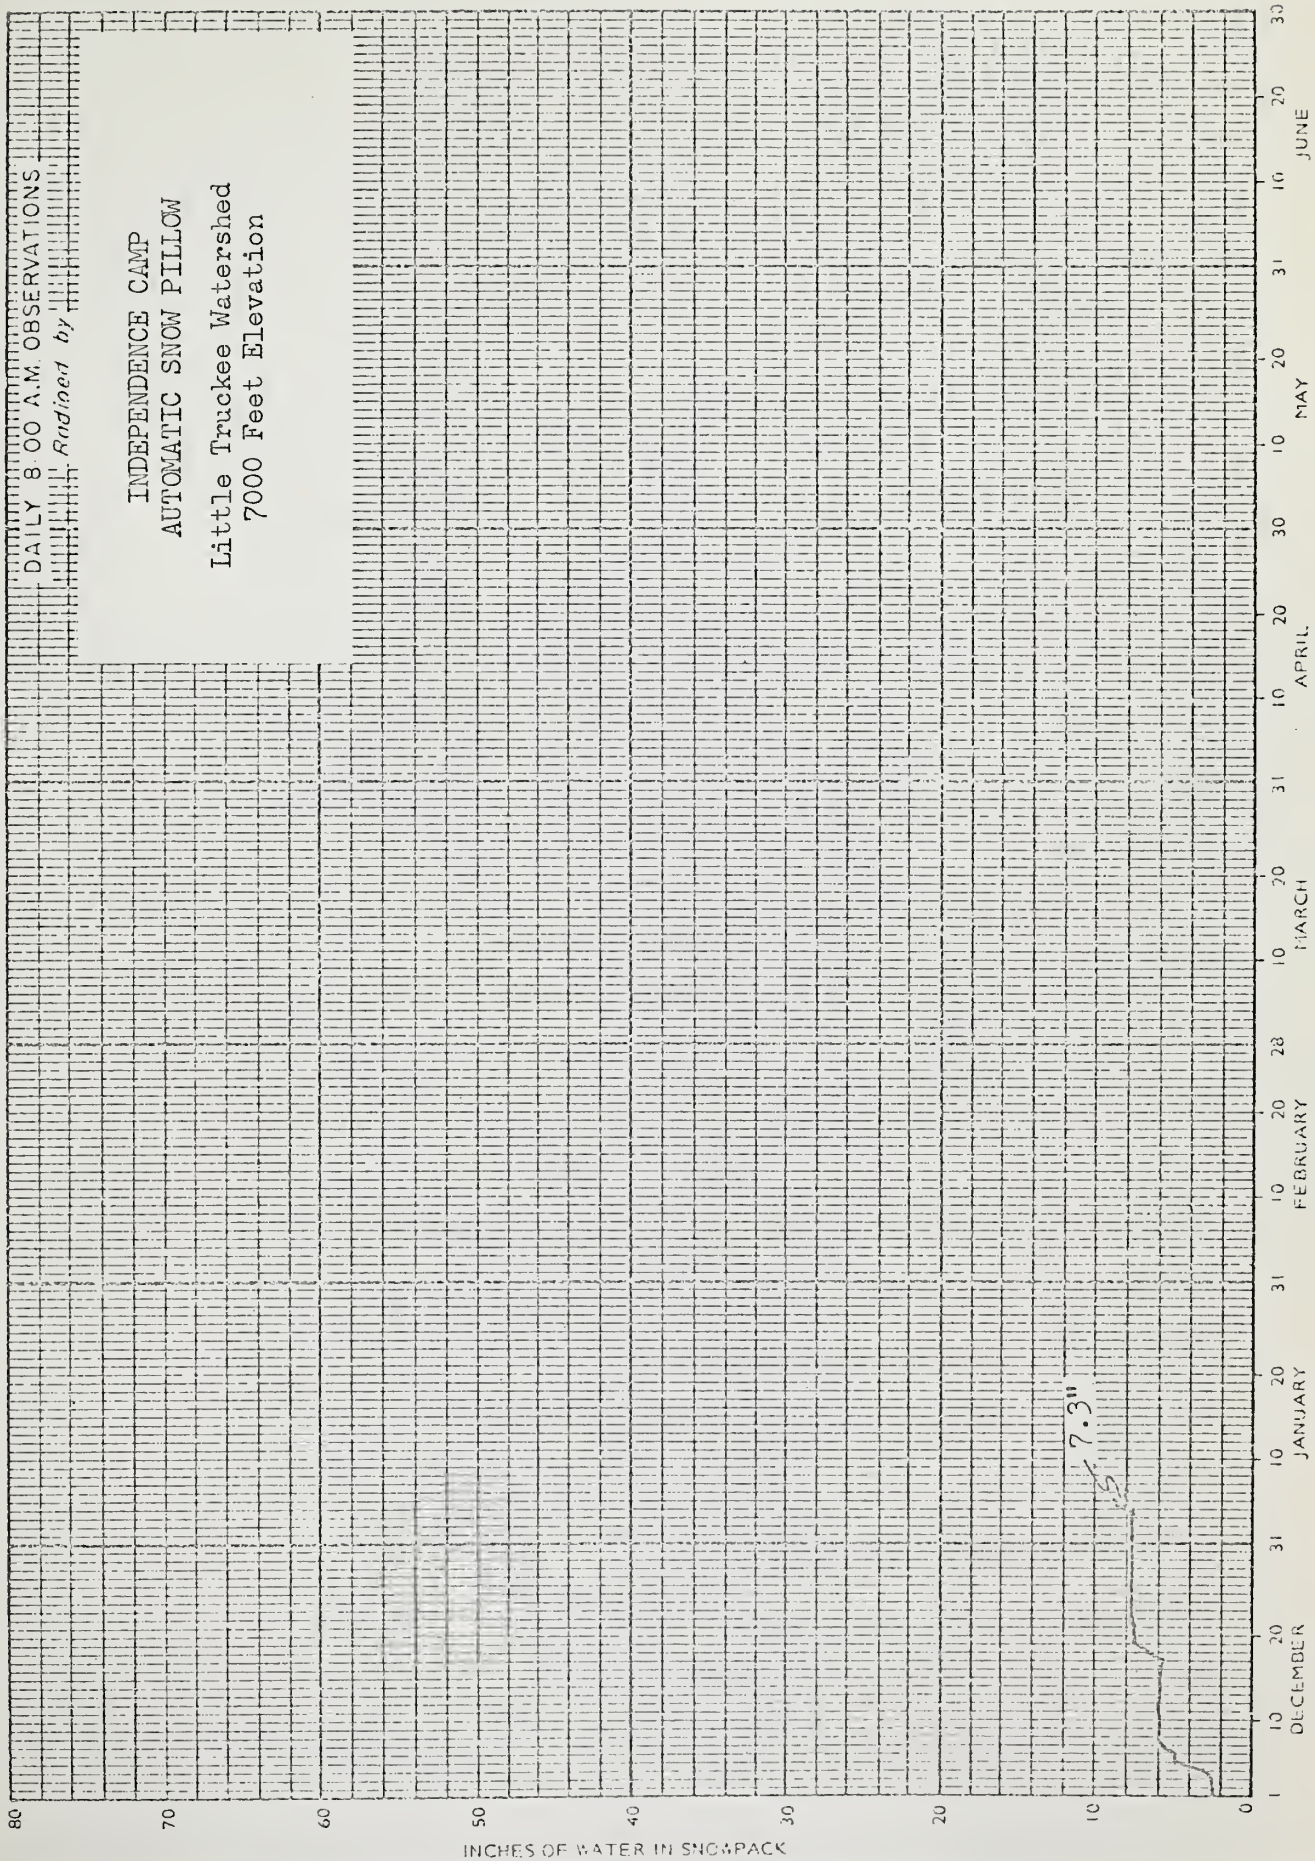 DAILY 8:00 A.M. OBSERVATIONS
Radioed by
INDEPENDENCE CAMP
AUTOMATIC SNOW PILLOW
Little Truckee Watershed
7000 Feet Elevation
80
70
60
50
40
30
20
10
0
INCHES OF WATER IN SNOWPACK
7.3"
1 10 20 31 10 20 31 10 20 28 10 20 31 10 20 30 10 20 31 10 20 30
DECEMBER JANUARY FEBRUARY MARCH APRIL MAY JUNE